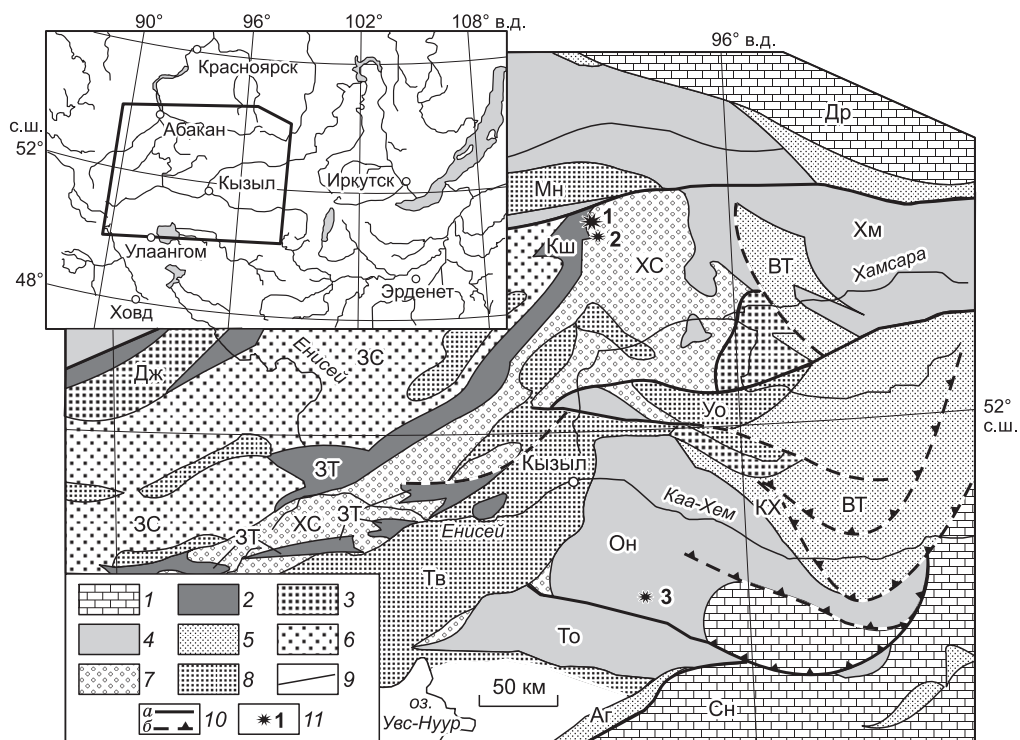 90° 96° 102° 108° в.д.
Красноярск
с.ш.
52°
Абакан
Кызыл
Иркутск
Улаангом
48°
Эрденет
Ховд
96° в.д.
Др
Мн
1
2
Кш
ХС
Хм
ВТ
Хамсара
Енисей
ЗС
Дж
Уо
52°
с.ш.
ЗТ
Кызыл
Каа-Хем
КХ
ВТ
ЗС
ХС
ЗТ
ЗТ
Енисей
Он
Тв
3
То
50 км
оз.
Увс-Нуур
Аг
Сн
1 2 3
4 5 6
7 8 9
а
б
10
1
11